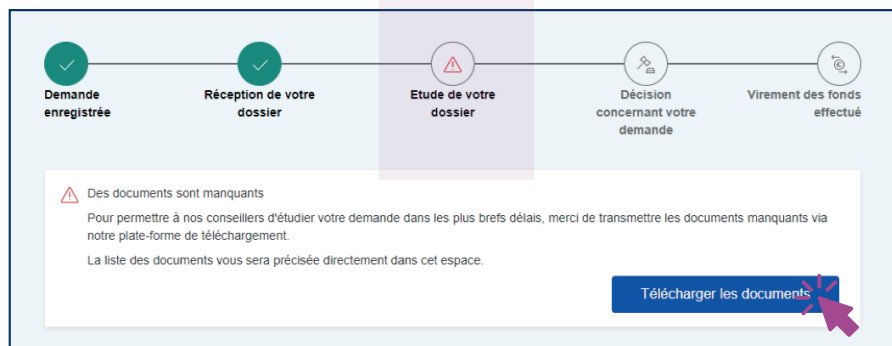 Demande
enregistrée
Réception de votre
dossier
Etude de votre
dossier
Décision
concernant votre
demande
Virement des fonds
effectué
Des documents sont manquants
Pour permettre à nos conseillers d'étudier votre demande dans les plus brefs délais, merci de transmettre les documents manquants via
notre plate-forme de téléchargement.
La liste des documents vous sera précisée directement dans cet espace.
Télécharger les documents